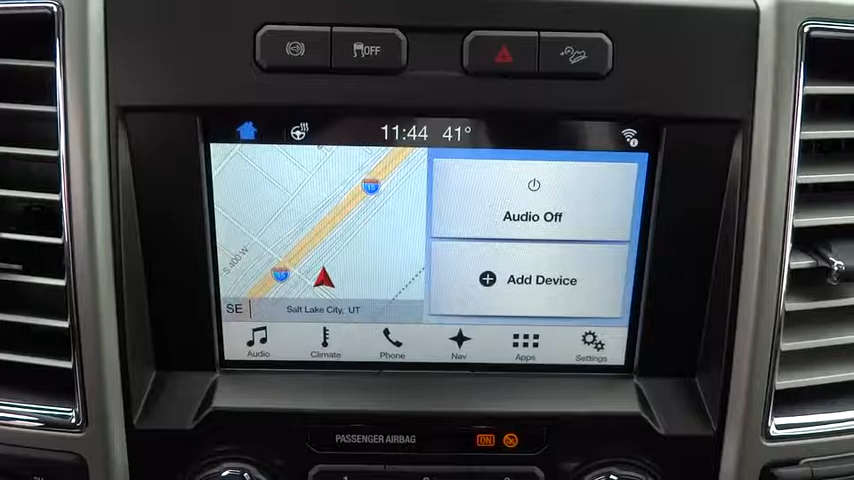 OFF
11:44 41°
15
Audio Off
S 400 W
15
Add Device
SE
Salt Lake City, UT
Audio
Climate
Phone
Nav
Apps
Settings
PASSENGER AIRBAG
ON
1